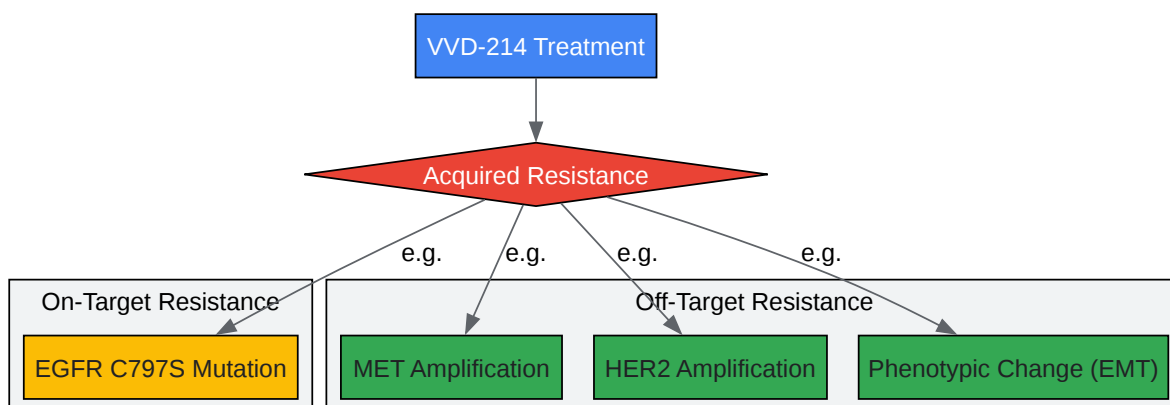 VVD-214 Treatment
Acquired Resistance
e.g.
e.g.
e.g.
e.g.
On-Target Resistance
Off-Target Resistance
EGFR C797S Mutation
MET Amplification
HER2 Amplification
Phenotypic Change (EMT)